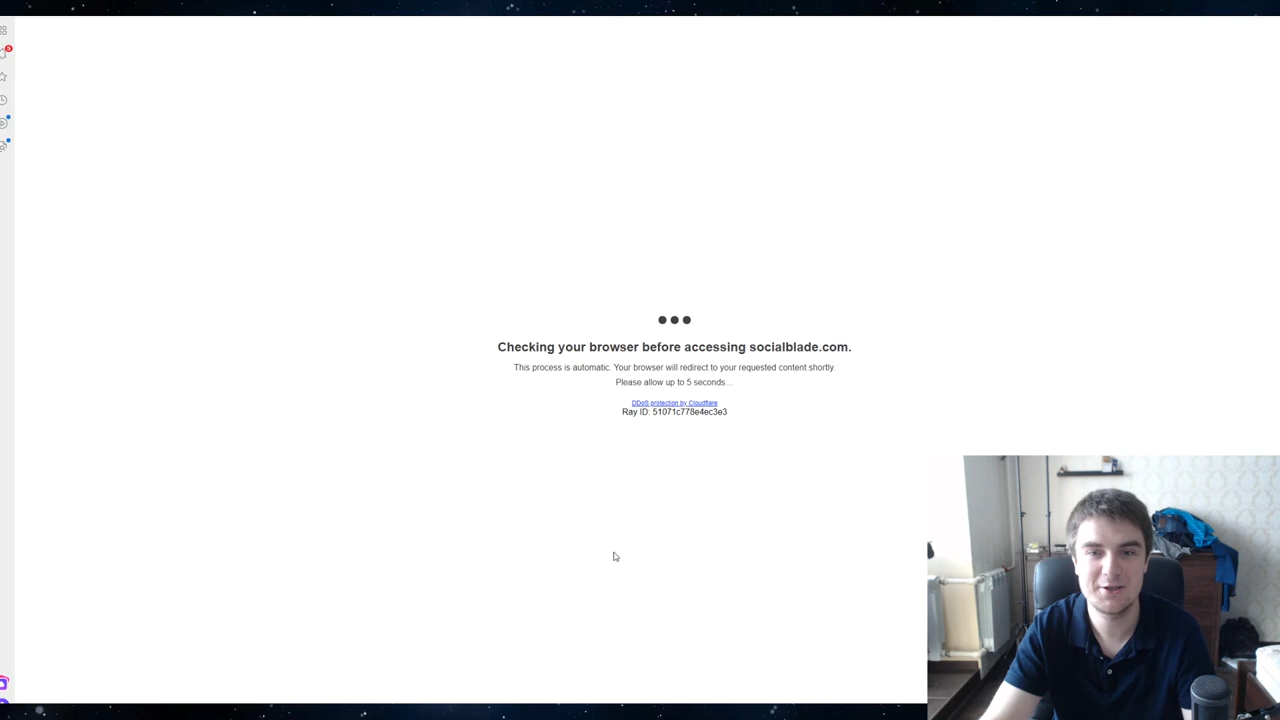 5
Checking your browser before accessing socialblade.com.
This process is automatic. Your browser will redirect to your requested content shortly.
Please allow up to 5 seconds...
DDoS protection by Cloudflare
Ray ID: 51071c778e4ec3e3